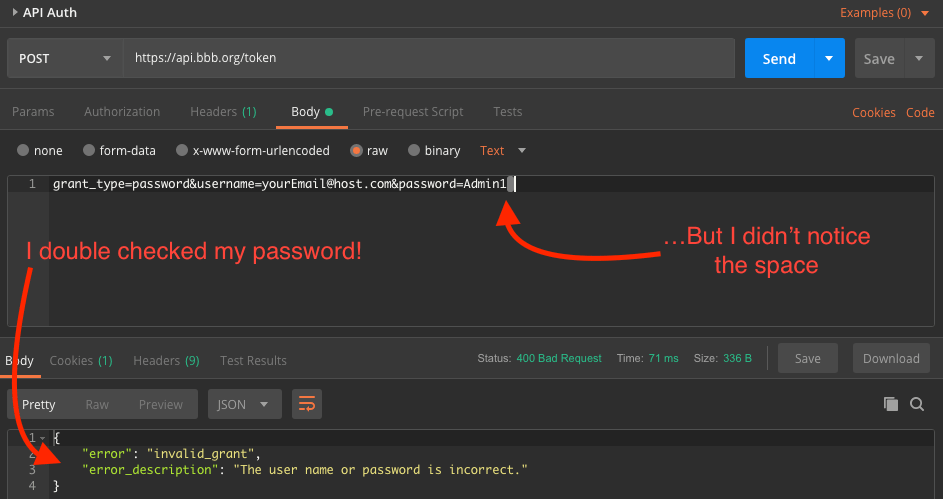 API Auth
Examples (0)
POST
https://api.bbb.org/token
Send
Save
Params
Authorization
Headers (1)
Body
Pre-request Script
Tests
Cookies
Code
none
form-data
x-www-form-urlencoded
raw
binary
Text
1 grant_type=password&username=yourEmail@host.com&password=Admin1
I double checked my password!
…But I didn't notice
the space
Body
Cookies (1)
Headers (9)
Test Results
Status: 400 Bad Request
Time: 71 ms
Size: 336 B
Save
Download
Pretty
Raw
Preview
JSON
1 {
2 "error": "invalid_grant",
3 "error_description": "The user name or password is incorrect."
4 }